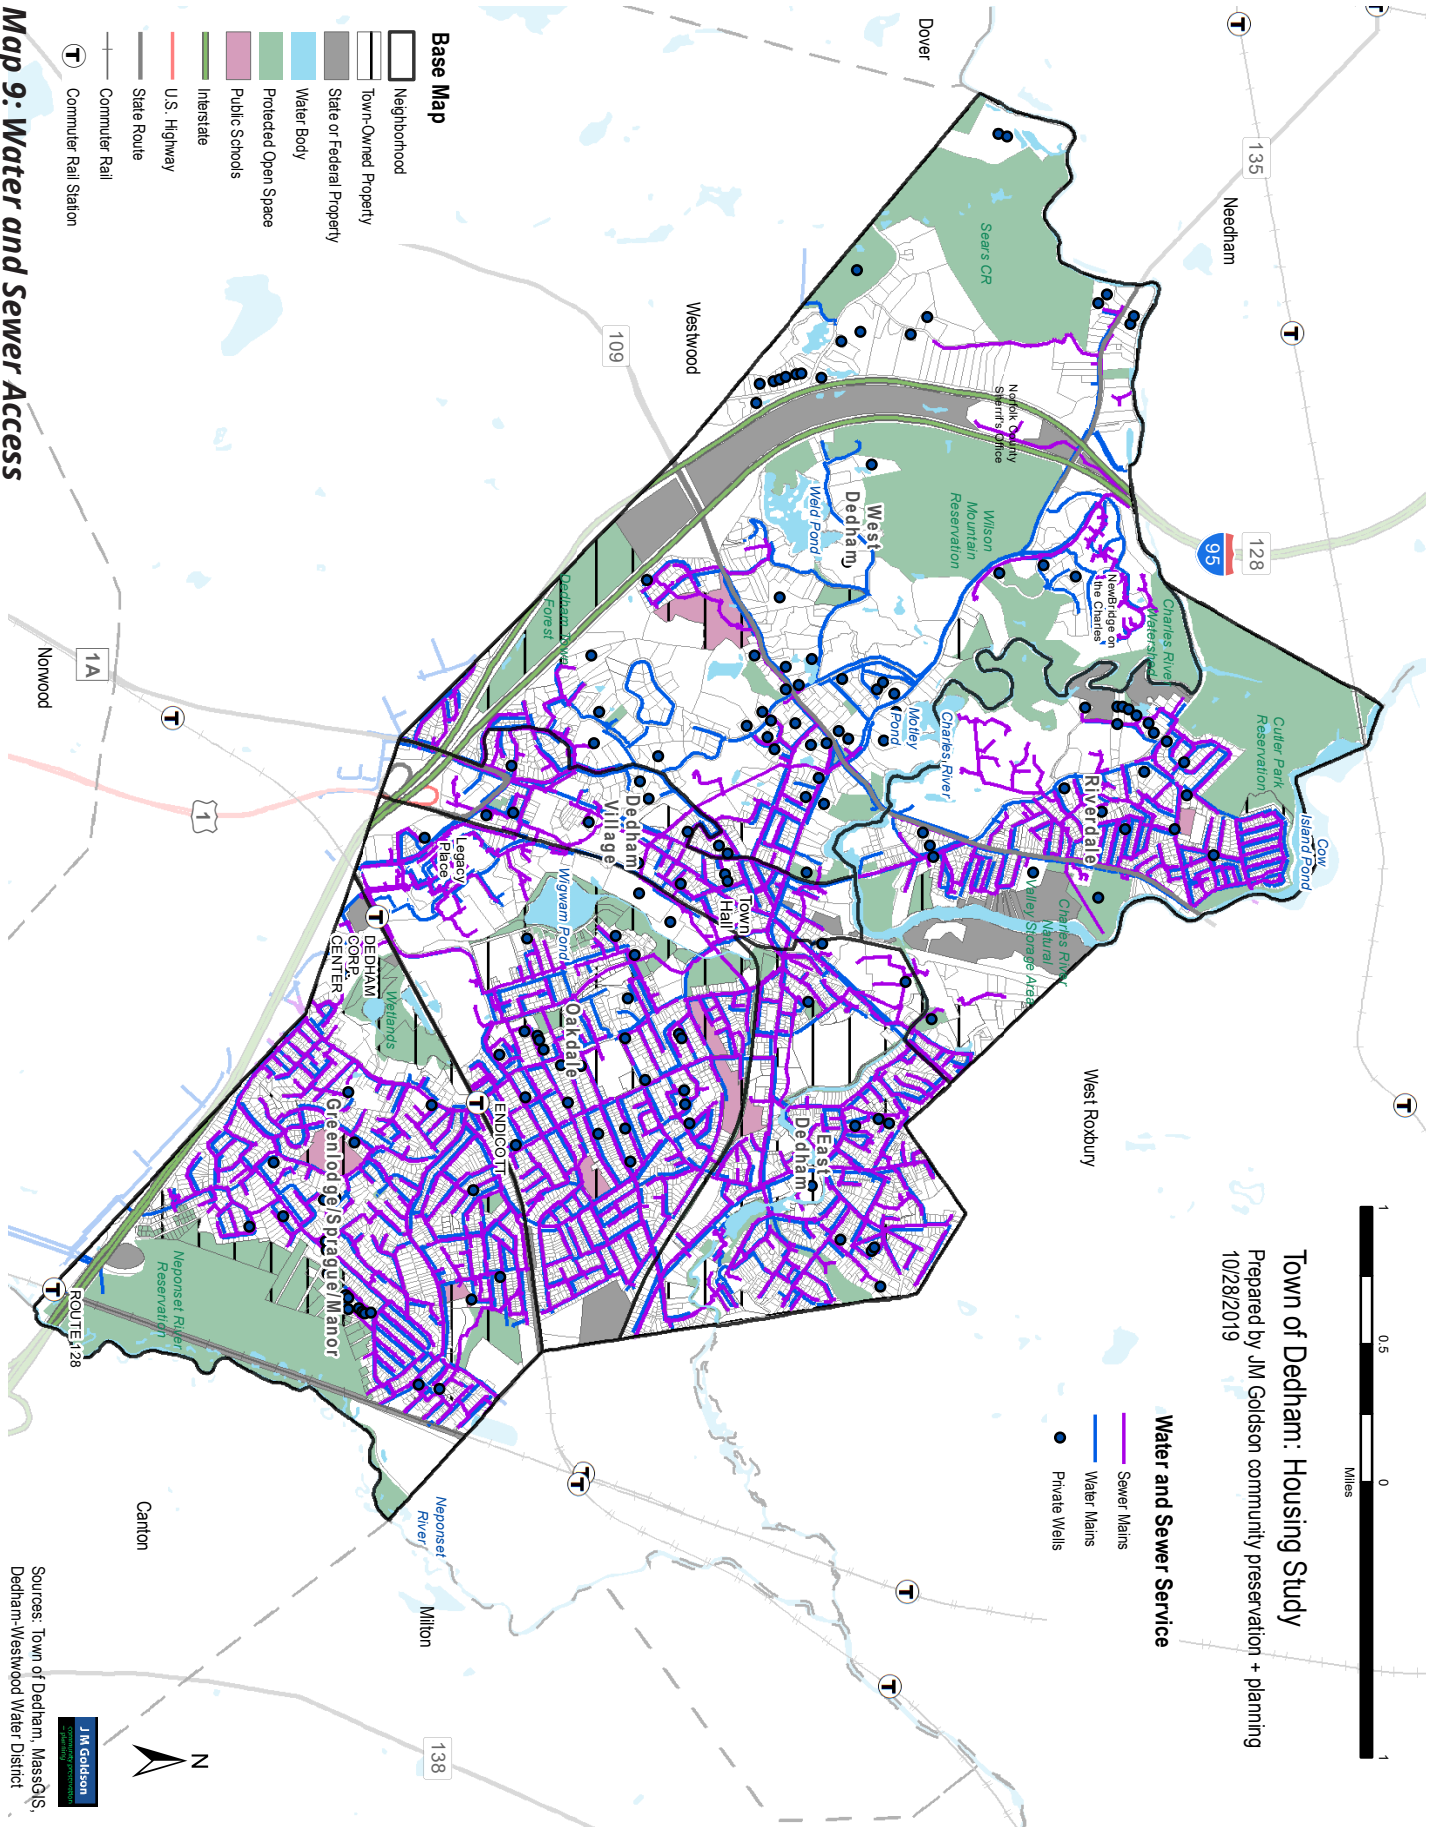 Town of Dedham: Housing Study
Prepared by JM Goldson community preservation + planning
10/28/2019
1
0.5
0
1
Miles
Water and Sewer Service
Sewer Mains
Water Mains
Private Wells
Base Map
Neighborhood
Town-Owned Property
State or Federal Property
Water Body
Protected Open Space
Public Schools
Interstate
U.S. Highway
State Route
Commuter Rail
T
Commuter Rail Station
Map 9: Water and Sewer Access
Dover
Needham
Westwood
Norwood
West Roxbury
Canton
Milton
135
109
128
95
1A
1
138
T
T
T
T
T
T
T
T
T
T
T
T
Sears CR
Norfolk County
Sherrif's Office
Wilson
Mountain
Reservation
West
Dedham
Weld Pond
NewBridge on
the Charles
Charles River
Watershed
Cutler Park
Reservation
Cow
Island Pond
Riverdale
Charles River
Motley
Pond
Dedham Town
Forest
Dedham
Village
Legacy
Place
Wigwam Pond
Town
Hall
Charles River
Natural
Valley Storage Area
DEDHAM
CORP.
CENTER
Wetlands
Oakdale
ENDICOTT
East
Dedham
Greenlodge/Sprague/Manor
Neponset River
Reservation
ROUTE 128
Neponset
River
N
JM Goldson
community preservation
+ planning
Sources: Town of Dedham, MassGIS,
Dedham-Westwood Water District